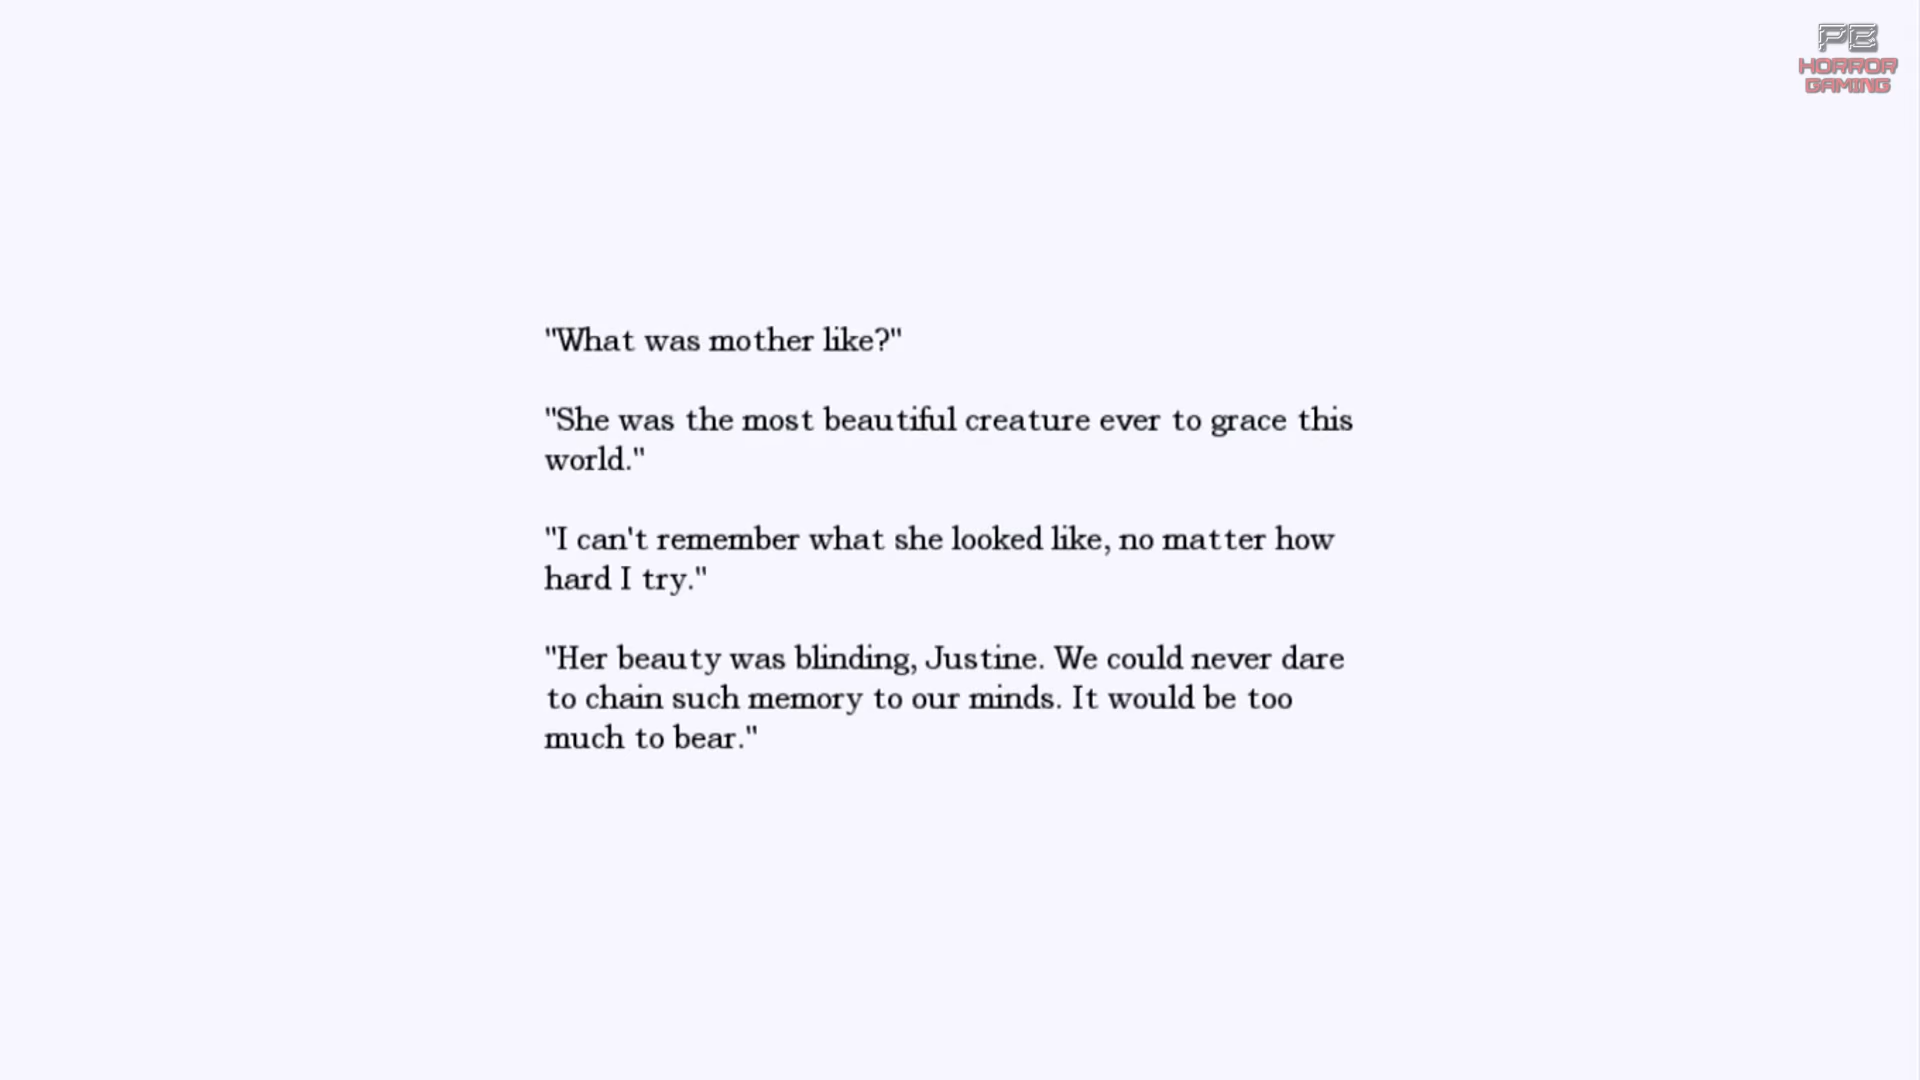 PB
HORROR
GAMING
"What was mother like?"
"She was the most beautiful creature ever to grace this
world."
"I can't remember what she looked like, no matter how
hard I try."
"Her beauty was blinding, Justine. We could never dare
to chain such memory to our minds. It would be too
much to bear."